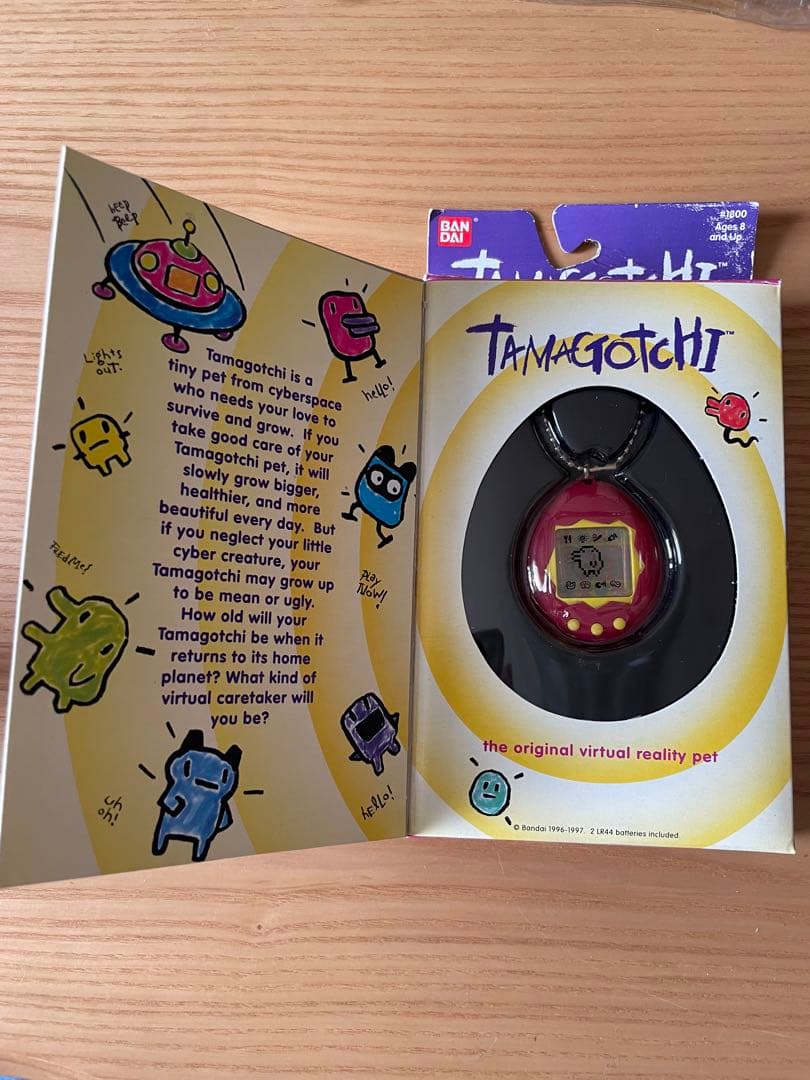 beep
Beep
Lights
out.
hello!
Feed Me!
Play
Now!
uh
oh!
hello!
Tamagotchi is a
tiny pet from cyberspace
who needs your love to
survive and grow. If you
take good care of your
Tamagotchi pet, it will
slowly grow bigger,
healthier, and more
beautiful every day. But
if you neglect your little
cyber creature, your
Tamagotchi may grow up
to be mean or ugly.
How old will your
Tamagotchi be when it
returns to its home
planet? What kind of
virtual caretaker will
you be?
BAN
DAI
#1800
Ages 8
and Up
TAMAGOTCHI™
TAMAGOTCHI™
the original virtual reality pet
© Bandai 1996-1997. 2 LR44 batteries included.